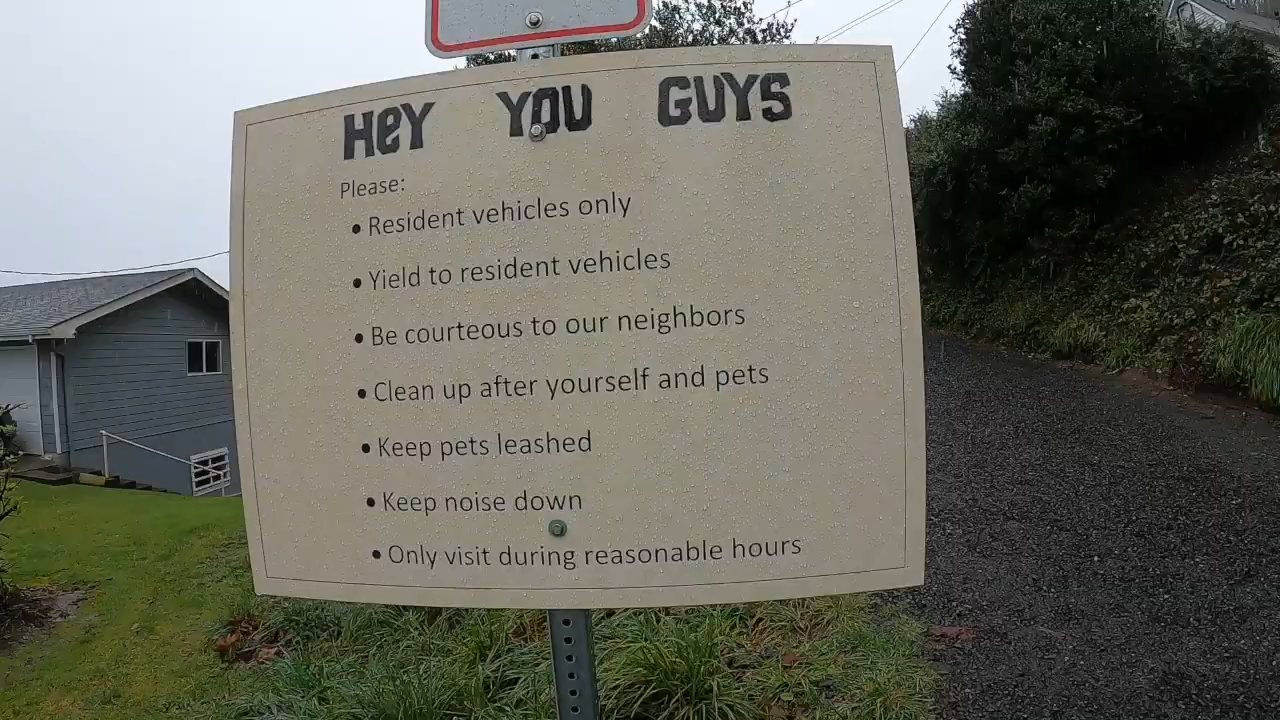 HEY YOU GUYS
Please:
• Resident vehicles only
• Yield to resident vehicles
• Be courteous to our neighbors
• Clean up after yourself and pets
• Keep pets leashed
• Keep noise down
• Only visit during reasonable hours